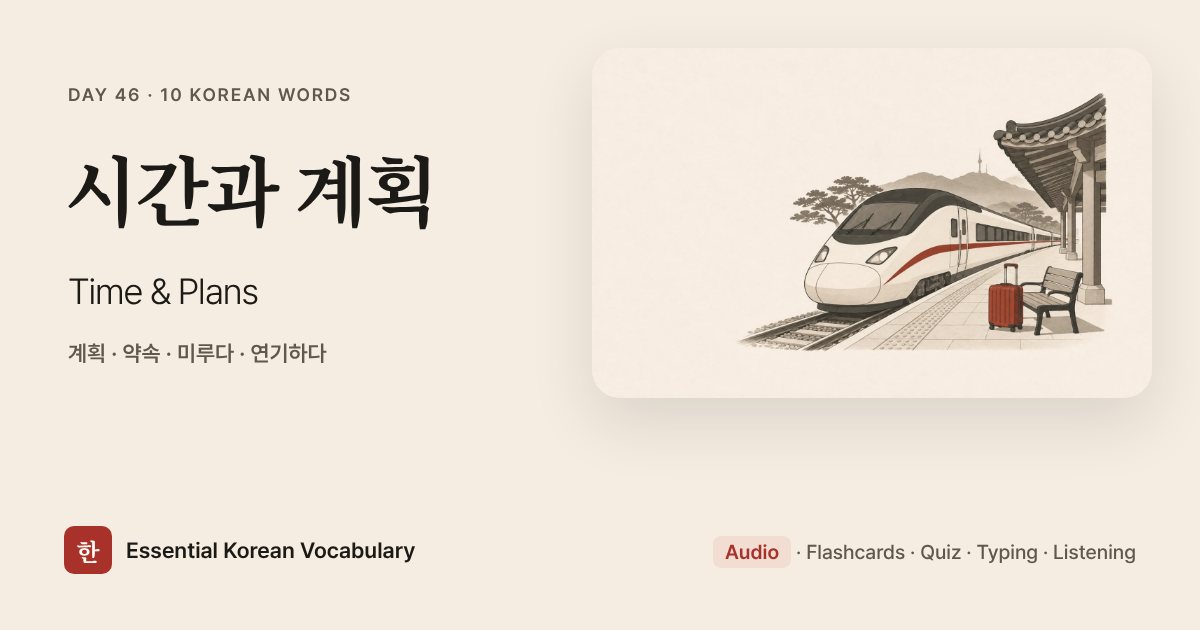 DAY 46 · 10 KOREAN WORDS
시간과 계획
Time & Plans
계획 · 약속 · 미루다 · 연기하다
한 Essential Korean Vocabulary
Audio · Flashcards · Quiz · Typing · Listening